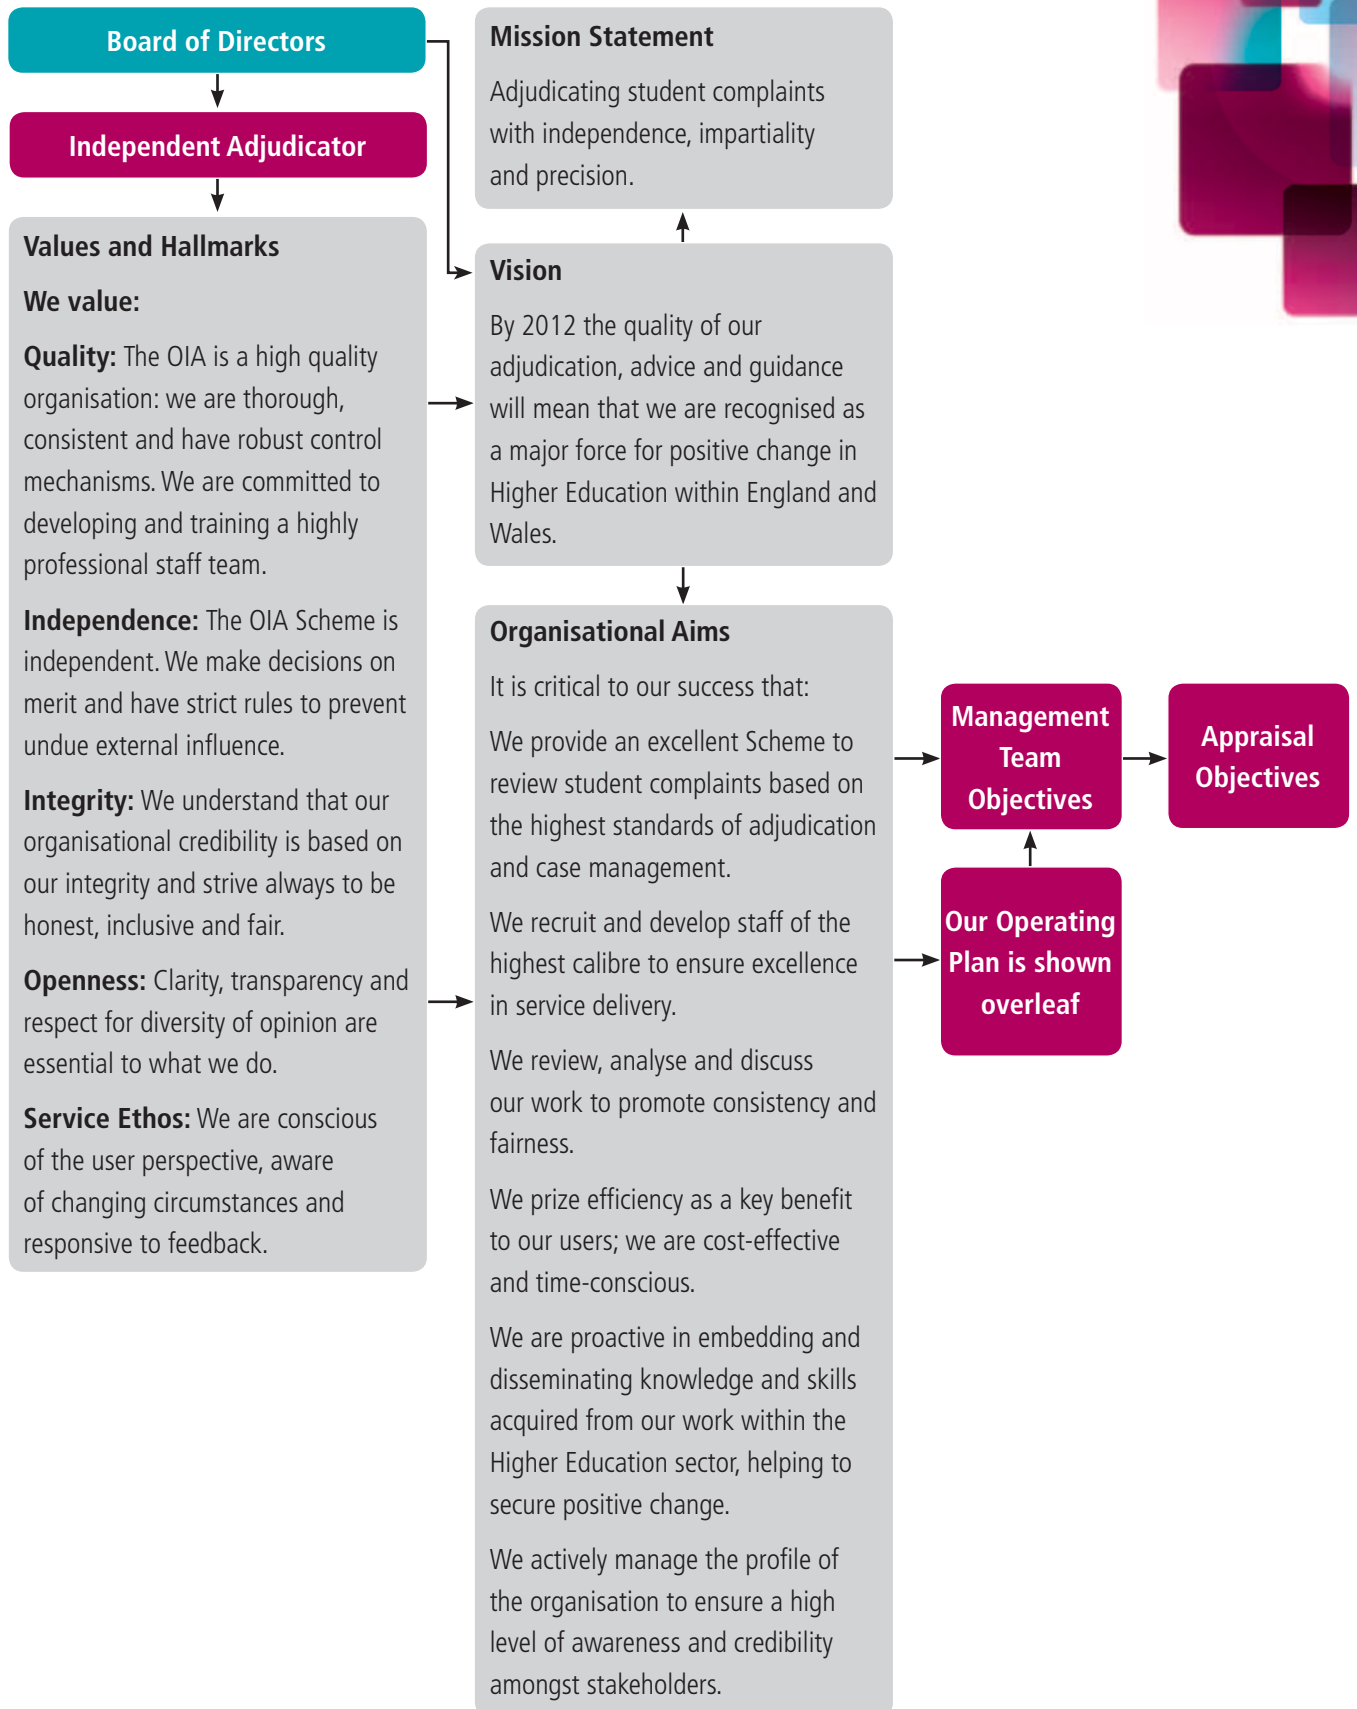 Board of Directors
Independent Adjudicator
Values and Hallmarks
We value:
Quality: The OIA is a high quality
organisation: we are thorough,
consistent and have robust control
mechanisms. We are committed to
developing and training a highly
professional staff team.
Independence: The OIA Scheme is
independent. We make decisions on
merit and have strict rules to prevent
undue external influence.
Integrity: We understand that our
organisational credibility is based on
our integrity and strive always to be
honest, inclusive and fair.
Openness: Clarity, transparency and
respect for diversity of opinion are
essential to what we do.
Service Ethos: We are conscious
of the user perspective, aware
of changing circumstances and
responsive to feedback.
Mission Statement
Adjudicating student complaints
with independence, impartiality
and precision.
Vision
By 2012 the quality of our
adjudication, advice and guidance
will mean that we are recognised as
a major force for positive change in
Higher Education within England and
Wales.
Organisational Aims
It is critical to our success that:
We provide an excellent Scheme to
review student complaints based on
the highest standards of adjudication
and case management.
We recruit and develop staff of the
highest calibre to ensure excellence
in service delivery.
We review, analyse and discuss
our work to promote consistency and
fairness.
We prize efficiency as a key benefit
to our users; we are cost-effective
and time-conscious.
We are proactive in embedding and
disseminating knowledge and skills
acquired from our work within the
Higher Education sector, helping to
secure positive change.
We actively manage the profile of
the organisation to ensure a high
level of awareness and credibility
amongst stakeholders.
Management
Team
Objectives
Appraisal
Objectives
Our Operating
Plan is shown
overleaf